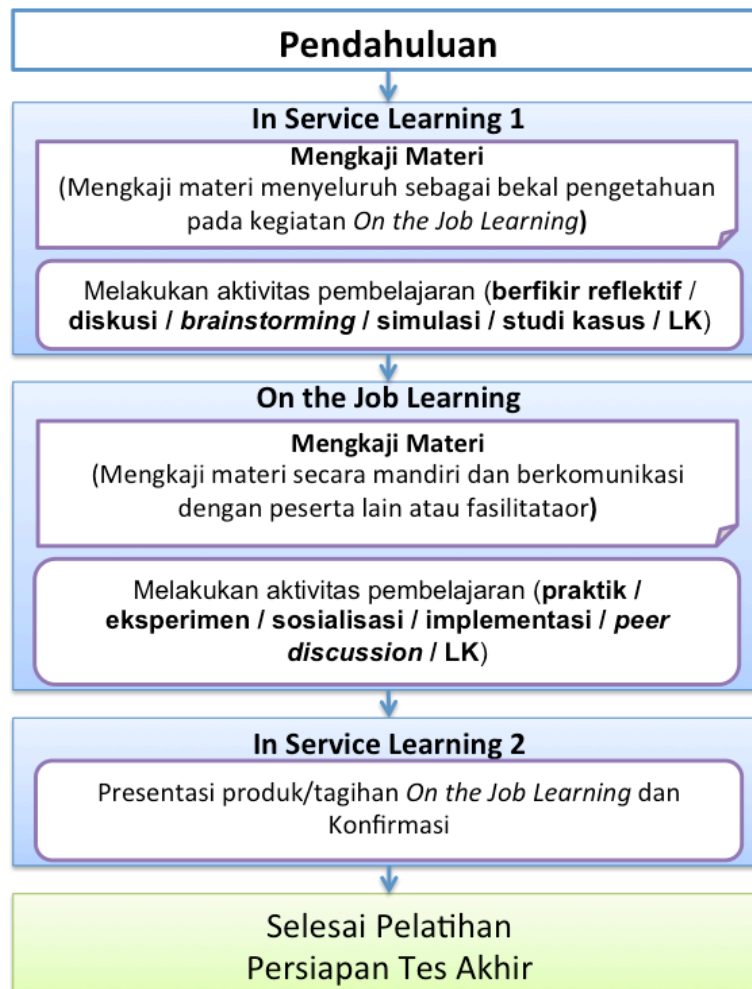 Pendahuluan
In Service Learning 1
Mengkaji Materi
(Mengkaji materi menyeluruh sebagai bekal pengetahuan
pada kegiatan On the Job Learning)
Melakukan aktivitas pembelajaran (berfikir reflektif /
diskusi / brainstorming / simulasi / studi kasus / LK)
On the Job Learning
Mengkaji Materi
(Mengkaji materi secara mandiri dan berkomunikasi
dengan peserta lain atau fasilitataor)
Melakukan aktivitas pembelajaran (praktik /
eksperimen / sosialisasi / implementasi / peer
discussion / LK)
In Service Learning 2
Presentasi produk/tagihan On the Job Learning dan
Konfirmasi
Selesai Pelatihan
Persiapan Tes Akhir